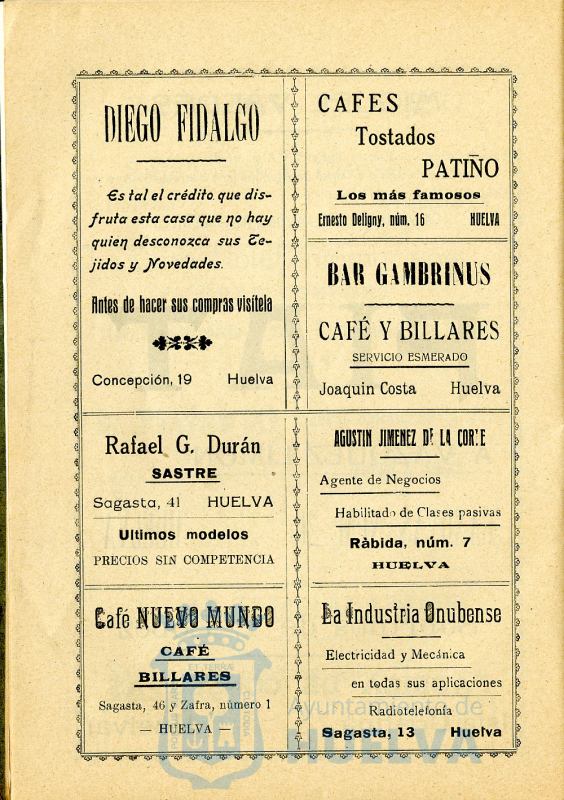 DIEGO FIDALGO
Es tal el crédito que dis-
fruta esta casa que no hay
quien desconozca sus Te-
jidos y Novedades.
Antes de hacer sus compras visítela
Concepción, 19 Huelva
CAFES
Tostados
PATIÑO
Los más famosos
Ernesto Deligny, núm. 16 HUELVA
BAR GAMBRINUS
CAFÉ Y BILLARES
SERVICIO ESMERADO
Joaquin Costa Huelva
Rafael G. Durán
SASTRE
Sagasta, 41 HUELVA
Ultimos modelos
PRECIOS SIN COMPETENCIA
AGUSTIN JIMENEZ DE LA CORTE
Agente de Negocios
Habilitado de Clases pasivas
Ràbida, núm. 7
HUELVA
Café NUEVO MUNDO
CAFÉ
BILLARES
Sagasta, 46 y Zafra, número 1
— HUELVA —
La Industria Onubense
Electricidad y Mecánica
en todas sus aplicaciones
Radiotelefonía
Sagasta, 13 Huelva
Ayuntamiento de
HUELVA